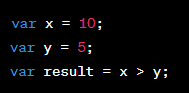 var x = 10;
var y = 5;
var result = x > y;